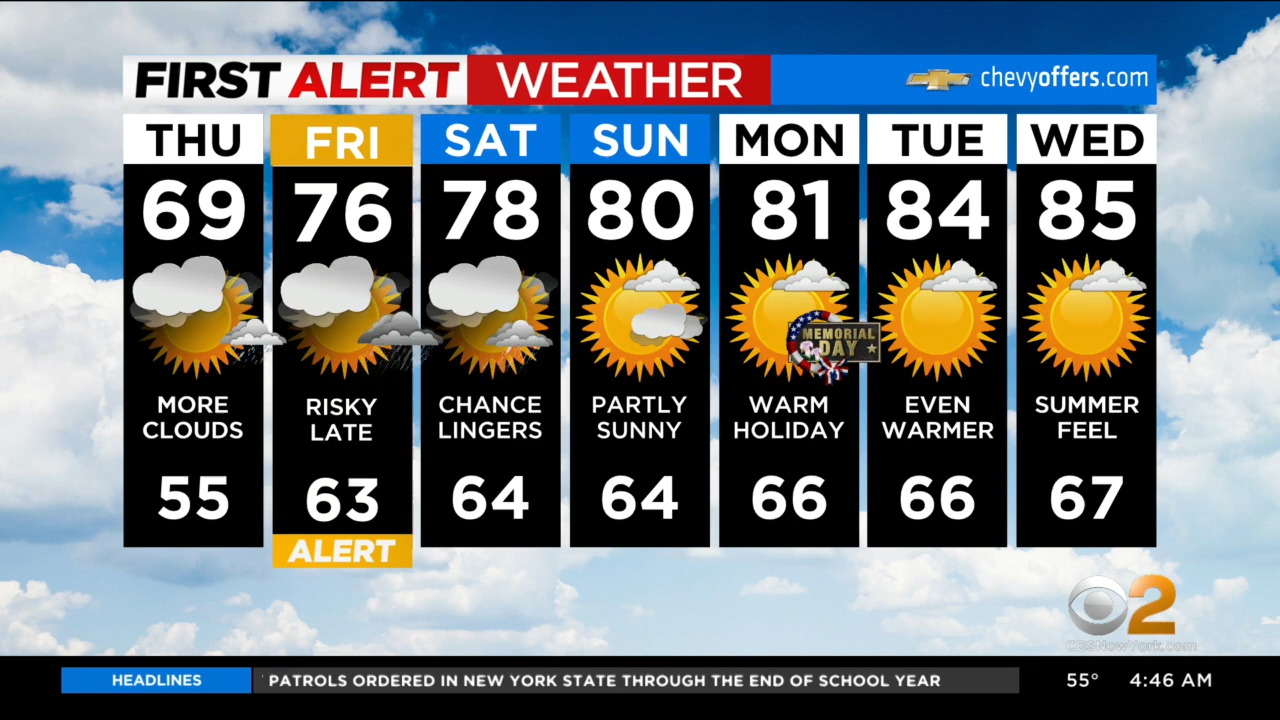 FIRST ALERT WEATHER
chevyoffers.com
THU FRI SAT SUN MON TUE WED
69 76 78 80 81 84 85
MEMORIAL
DAY
MORE
CLOUDS
RISKY
LATE
CHANCE
LINGERS
PARTLY
SUNNY
WARM
HOLIDAY
EVEN
WARMER
SUMMER
FEEL
55 63 64 64 66 66 67
ALERT
2
CBSNewYork.com
HEADLINES
PATROLS ORDERED IN NEW YORK STATE THROUGH THE END OF SCHOOL YEAR
55° 4:46 AM